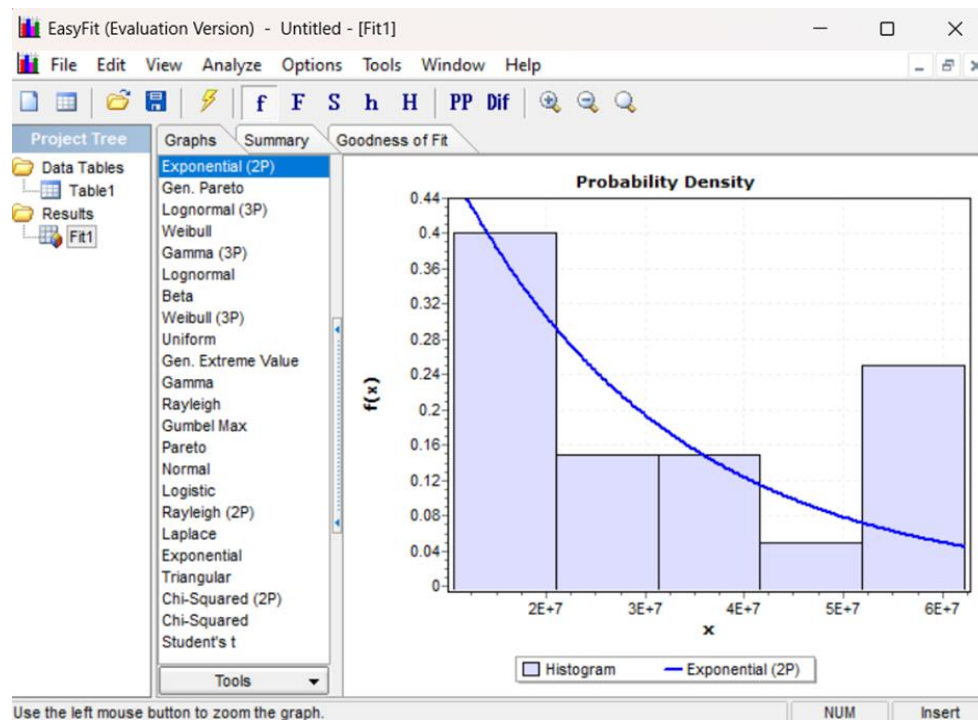 EasyFit (Evaluation Version) - Untitled - [Fit1]
File Edit View Analyze Options Tools Window Help
f F S h H PP Dif
Project Tree
Data Tables
Table1
Results
Fit1
Graphs Summary Goodness of Fit
Exponential (2P)
Gen. Pareto
Lognormal (3P)
Weibull
Gamma (3P)
Lognormal
Beta
Weibull (3P)
Uniform
Gen. Extreme Value
Gamma
Rayleigh
Gumbel Max
Pareto
Normal
Logistic
Rayleigh (2P)
Laplace
Exponential
Triangular
Chi-Squared (2P)
Chi-Squared
Student's t
Tools
Probability Density
0.44
0.4
0.36
0.32
0.28
0.24
0.2
0.16
0.12
0.08
0.04
0
f(x)
2E+7 3E+7 4E+7 5E+7 6E+7
x
Histogram Exponential (2P)
Use the left mouse button to zoom the graph. NUM Insert